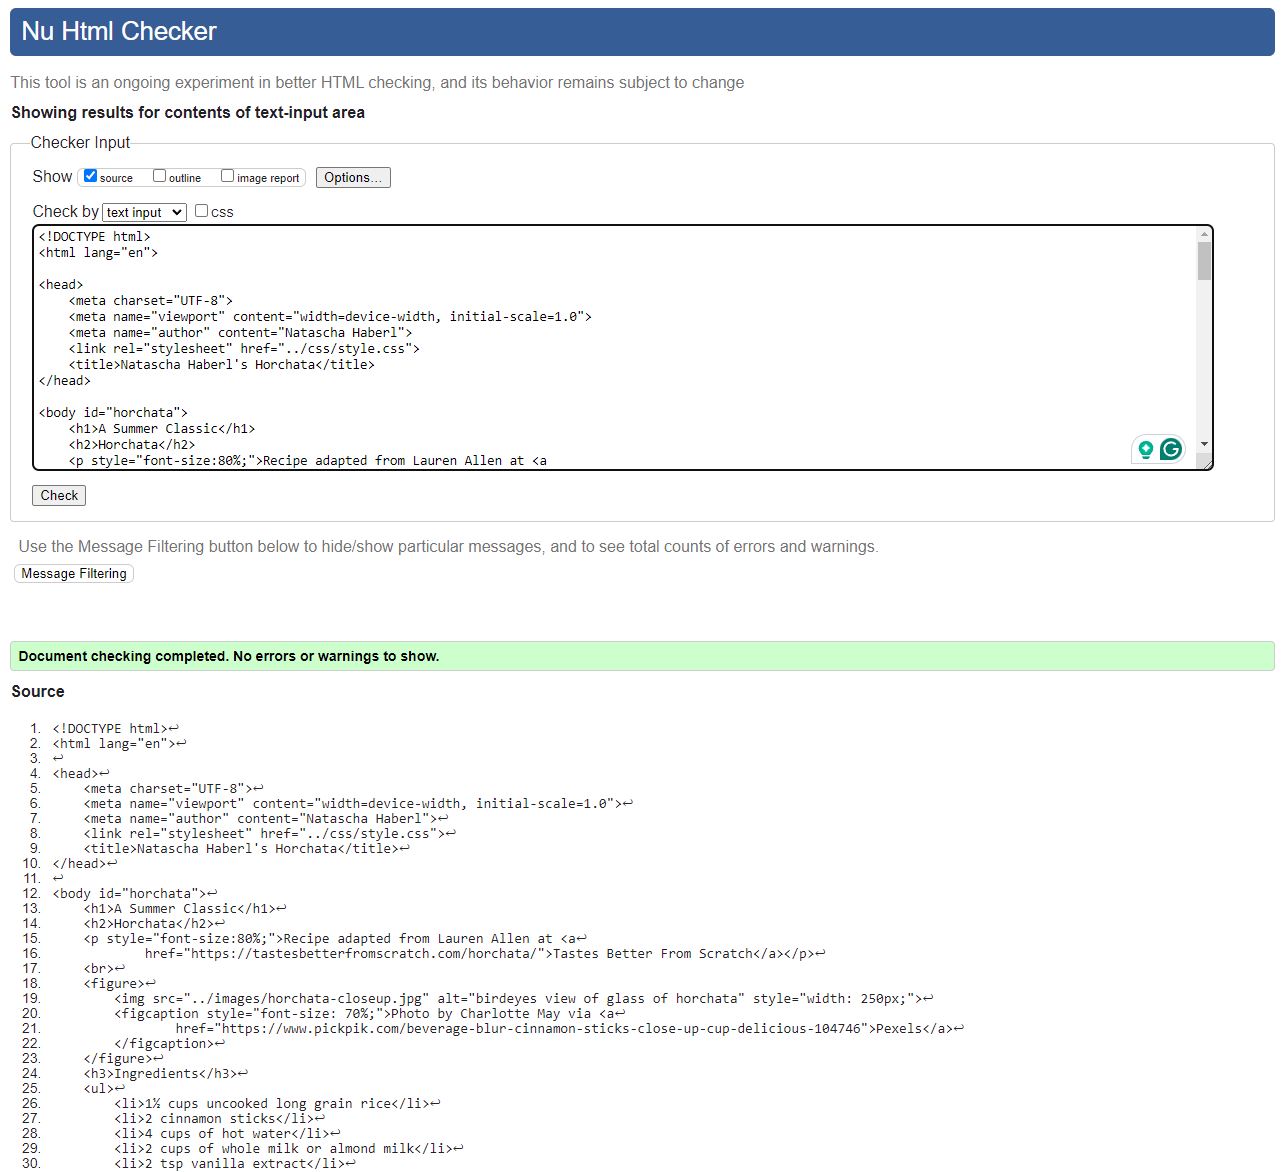 Nu Html Checker
This tool is an ongoing experiment in better HTML checking, and its behavior remains subject to change
Showing results for contents of text-input area
Checker Input
Show source outline image report Options...
Check by text input css
<!DOCTYPE html>
<html lang="en">
<head>
<meta charset="UTF-8">
<meta name="viewport" content="width=device-width, initial-scale=1.0">
<meta name="author" content="Natascha Haberl">
<link rel="stylesheet" href="../css/style.css">
<title>Natascha Haberl's Horchata</title>
</head>
<body id="horchata">
<h1>A Summer Classic</h1>
<h2>Horchata</h2>
<p style="font-size:80%;">Recipe adapted from Lauren Allen at <a
Check
Use the Message Filtering button below to hide/show particular messages, and to see total counts of errors and warnings.
Message Filtering
Document checking completed. No errors or warnings to show.
Source
1. <!DOCTYPE html>↩
2. <html lang="en">↩
3. ↩
4. <head>↩
5. <meta charset="UTF-8">↩
6. <meta name="viewport" content="width=device-width, initial-scale=1.0">↩
7. <meta name="author" content="Natascha Haberl">↩
8. <link rel="stylesheet" href="../css/style.css">↩
9. <title>Natascha Haberl's Horchata</title>↩
10. </head>↩
11. ↩
12. <body id="horchata">↩
13. <h1>A Summer Classic</h1>↩
14. <h2>Horchata</h2>↩
15. <p style="font-size:80%;">Recipe adapted from Lauren Allen at <a↩
16. href="https://tastesbetterfromscratch.com/horchata/">Tastes Better From Scratch</a></p>↩
17. <br>↩
18. <figure>↩
19. <img src="../images/horchata-closeup.jpg" alt="birdeyes view of glass of horchata" style="width: 250px;">↩
20. <figcaption style="font-size: 70%;">Photo by Charlotte May via <a↩
21. href="https://www.pickpik.com/beverage-blur-cinnamon-sticks-close-up-cup-delicious-104746">Pexels</a>↩
22. </figcaption>↩
23. </figure>↩
24. <h3>Ingredients</h3>↩
25. <ul>↩
26. <li>1⅓ cups uncooked long grain rice</li>↩
27. <li>2 cinnamon sticks</li>↩
28. <li>4 cups of hot water</li>↩
29. <li>2 cups of whole milk or almond milk</li>↩
30. <li>2 tsp vanilla extract</li>↩